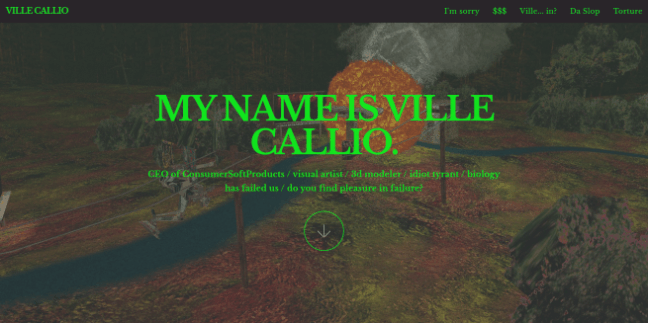 VILLE CALLIO
I'm sorry
$$$
Ville... in?
Da Slop
Torture
MY NAME IS VILLE
CALLIO.
CEO of ConsumerSoftProducts / visual artist / 3d modeler / idiot tyrant / biology
has failed us / do you find pleasure in failure?